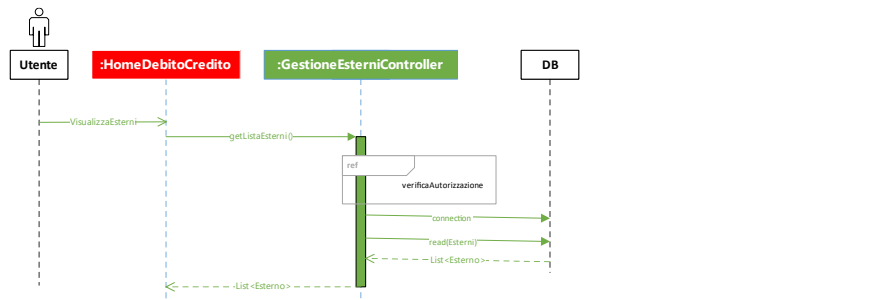 Utente
:HomeDebitoCredito
:GestioneEsterniController
DB
VisualizzaEsterni
getListaEsterni()
ref
verificaAutorizzazione
connection
read(Esterni)
List<Esterno>
List<Esterno>